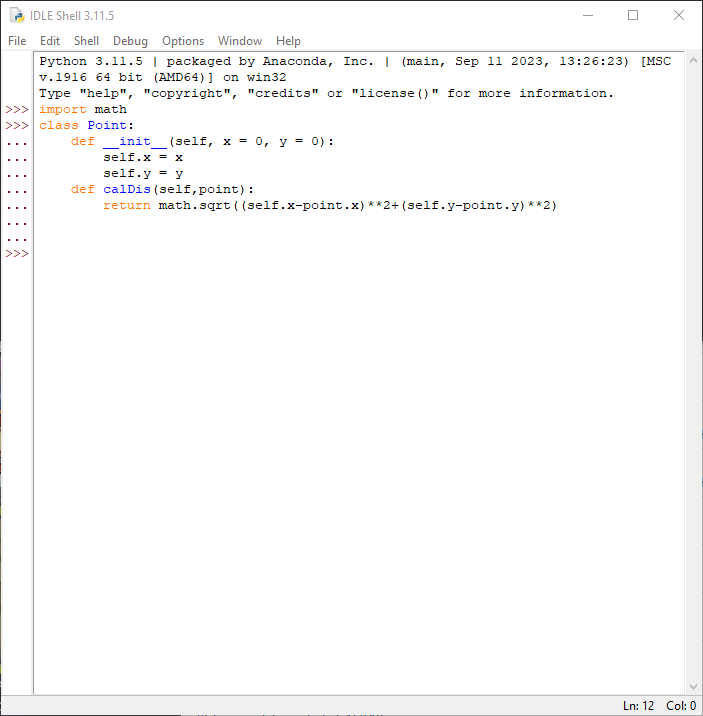 IDLE Shell 3.11.5
File Edit Shell Debug Options Window Help
Python 3.11.5 | packaged by Anaconda, Inc. | (main, Sep 11 2023, 13:26:23) [MSC
v.1916 64 bit (AMD64)] on win32
Type "help", "copyright", "credits" or "license()" for more information.
>>> import math
>>> class Point:
...     def __init__(self, x = 0, y = 0):
...         self.x = x
...         self.y = y
...     def calDis(self,point):
...         return math.sqrt((self.x-point.x)**2+(self.y-point.y)**2)
...
...
>>>
Ln: 12 Col: 0